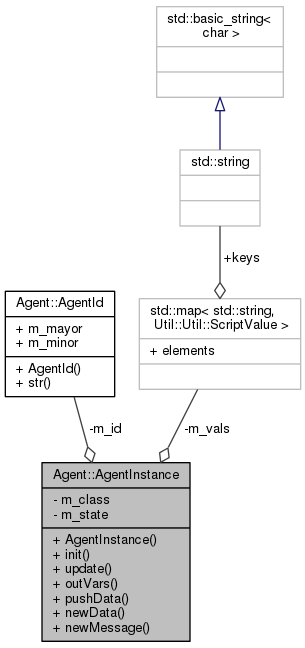 std::basic_string<
char >
std::string
+keys
std::map< std::string,
Util::Util::ScriptValue >
+ elements
Agent::AgentId
+ m_mayor
+ m_minor
+ AgentId()
+ str()
-m_id
-m_vals
Agent::AgentInstance
- m_class
- m_state
+ AgentInstance()
+ init()
+ update()
+ outVars()
+ pushData()
+ newData()
+ newMessage()